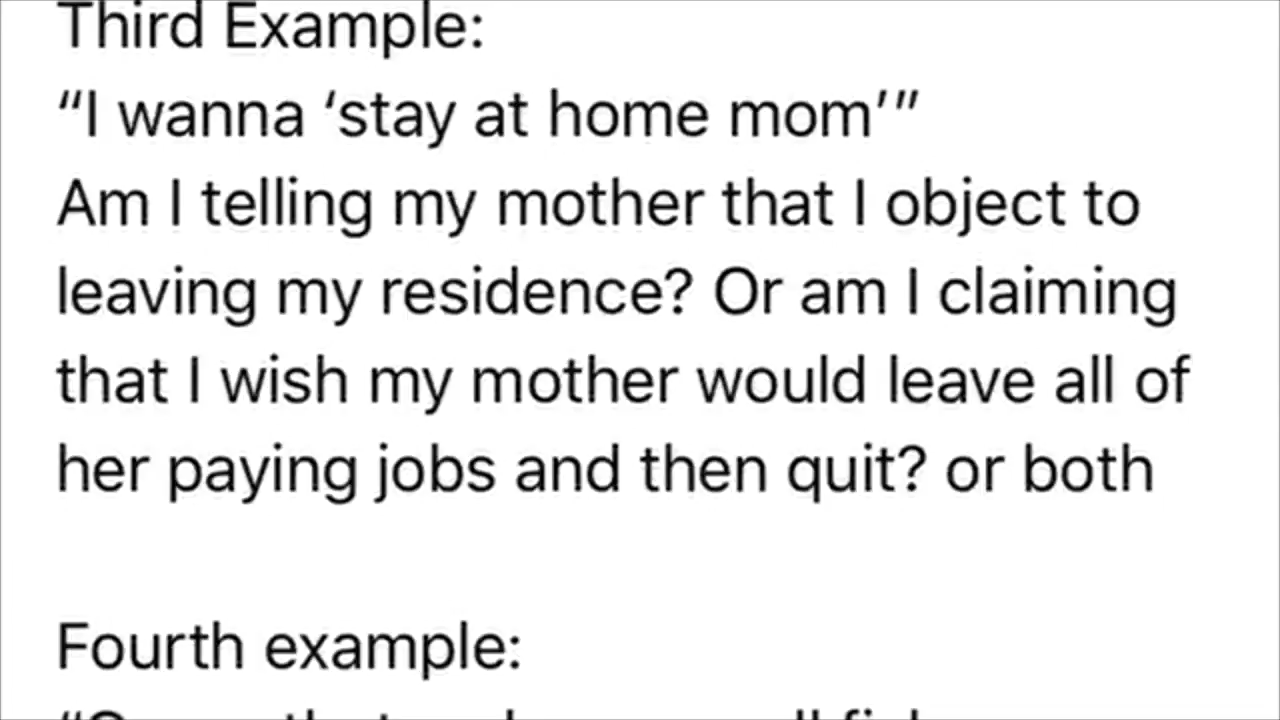 Third Example:
“I wanna ‘stay at home mom’”
Am I telling my mother that I object to
leaving my residence? Or am I claiming
that I wish my mother would leave all of
her paying jobs and then quit? or both
Fourth example: